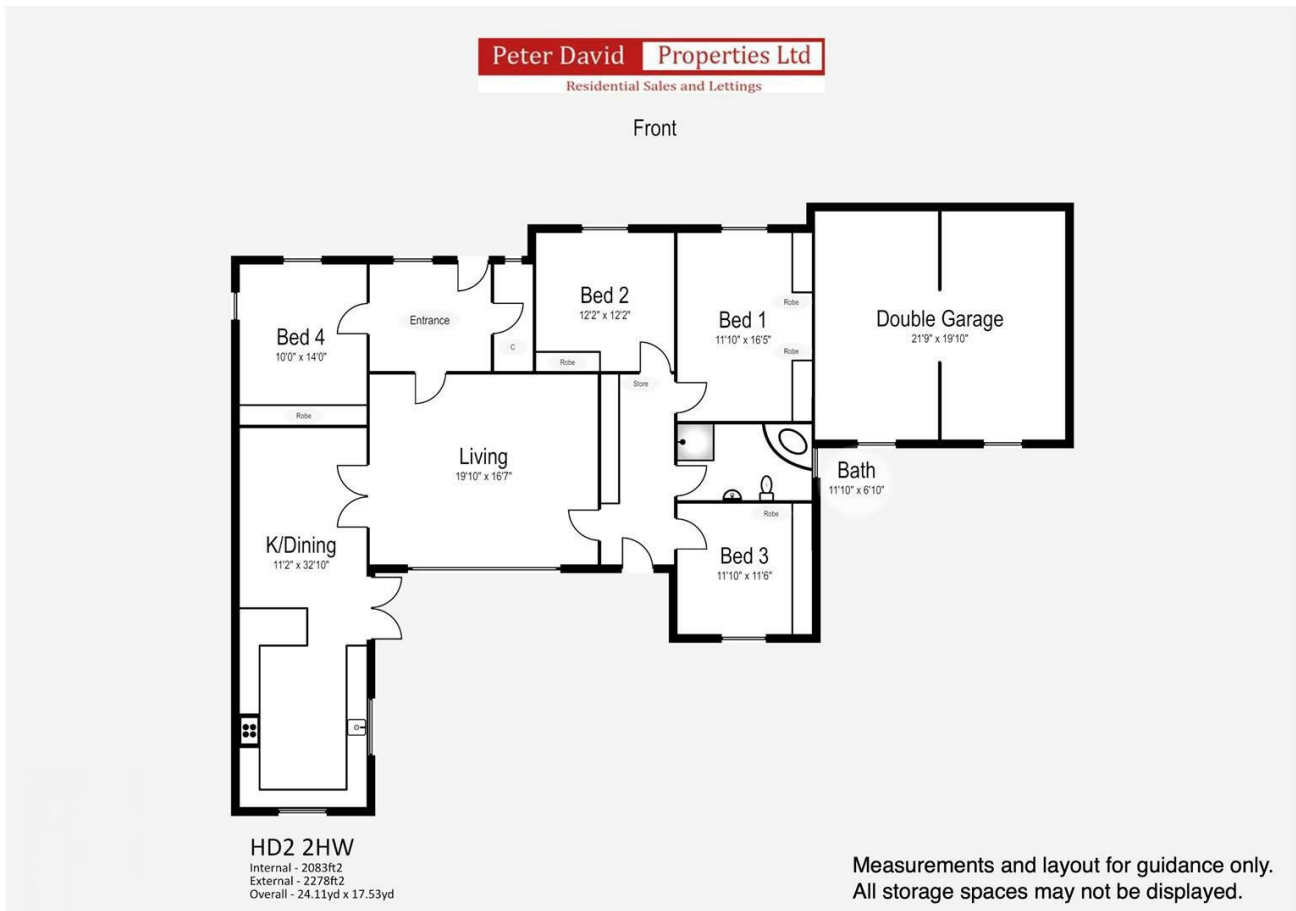 Peter David Properties Ltd
Residential Sales and Lettings
Front
Bed 4
10'0" x 14'0"
Robe
Entrance
C
Bed 2
12'2" x 12'2"
Robe
Store
Bed 1
11'10" x 16'5"
Robe
Robe
Double Garage
21'9" x 19'10"
Living
19'10" x 16'7"
Bath
11'10" x 6'10"
K/Dining
11'2" x 32'10"
Robe
Bed 3
11'10" x 11'6"
HD2 2HW
Internal - 2083ft2
External - 2278ft2
Overall - 24.11yd x 17.53yd
Measurements and layout for guidance only.
All storage spaces may not be displayed.